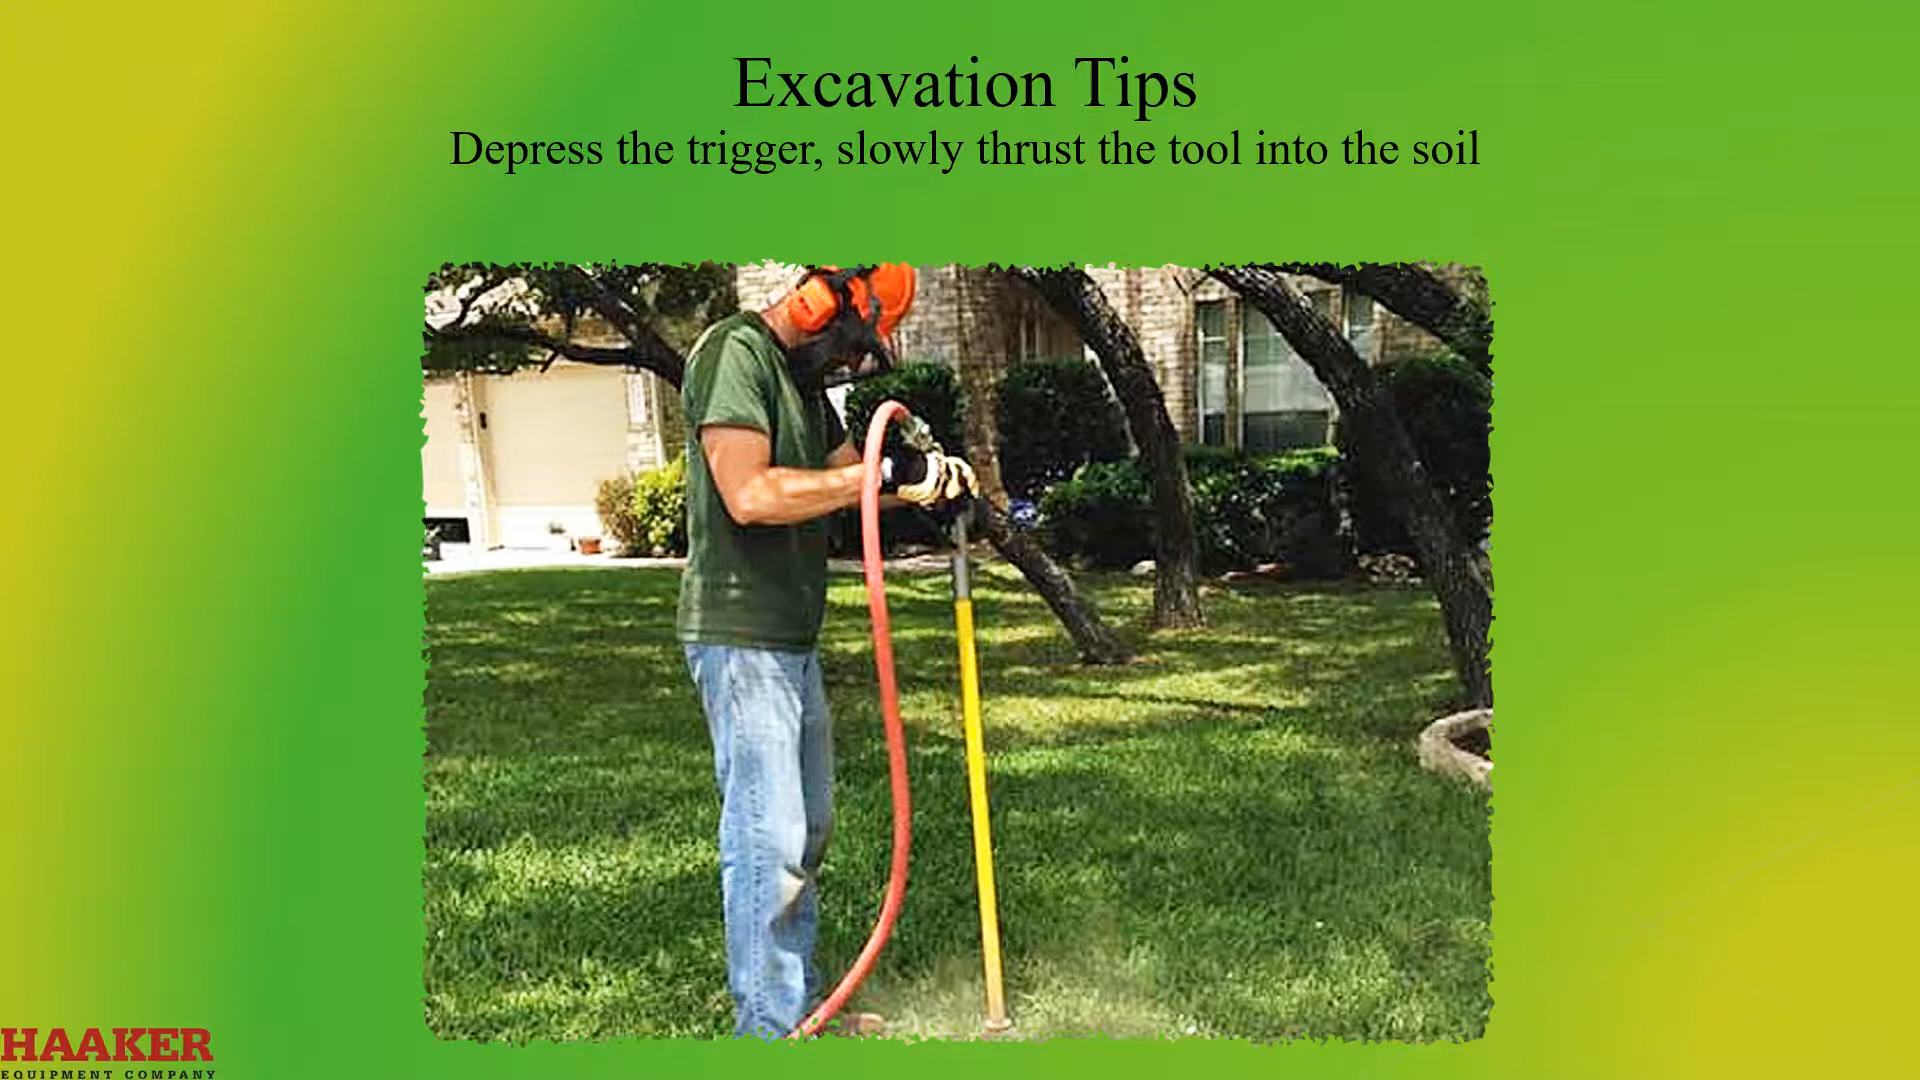 Excavation Tips
Depress the trigger, slowly thrust the tool into the soil
HAAKER
EQUIPMENT COMPANY